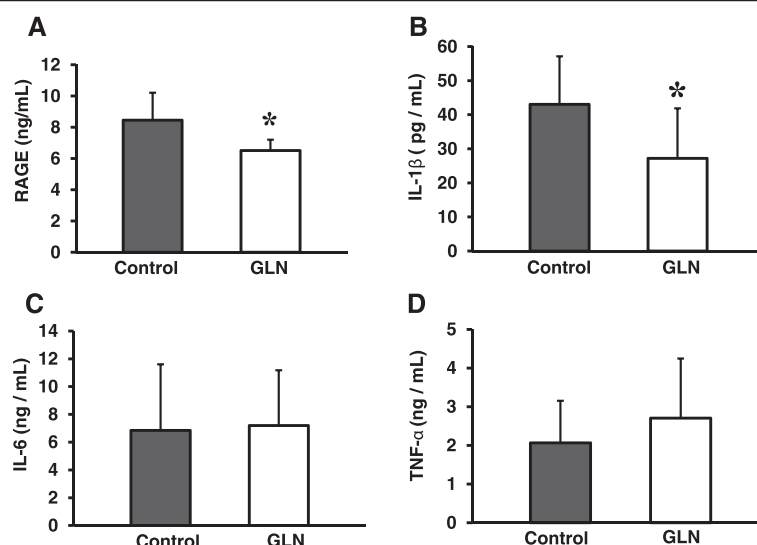 A
RAGE (ng/mL)
12
10
8
6
4
2
0
*
Control GLN
B
IL-1β ( pg / mL)
60
50
40
30
20
10
0
*
Control GLN
C
IL-6 (ng / mL)
14
12
10
8
6
4
2
0
Control GLN
D
TNF-α (ng / mL)
5
4
3
2
1
0
Control GLN